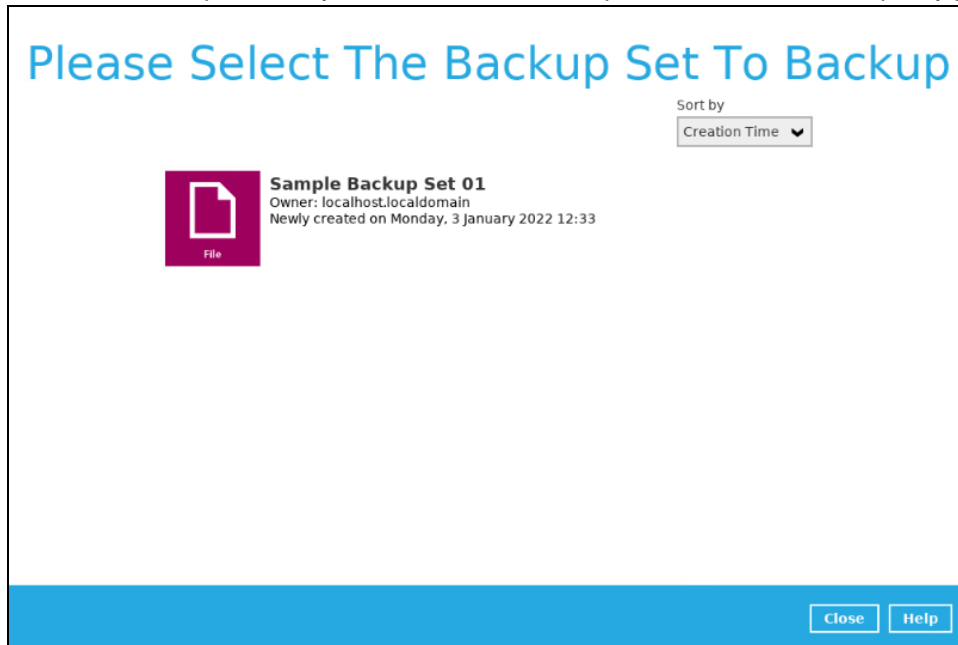 Please Select The Backup Set To Backup
Sort by
Creation Time
Sample Backup Set 01
Owner: localhost.localdomain
Newly created on Monday, 3 January 2022 12:33
File
Close Help